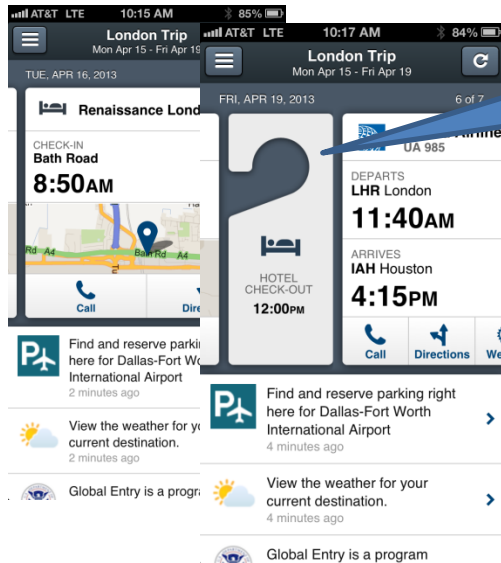 AT&T LTE 10:15 AM 85%
London Trip
Mon Apr 15 - Fri Apr 19
TUE, APR 16, 2013
Renaissance Lond
CHECK-IN
Bath Road
8:50AM
Rd A4 Bath Rd A4
Call Dire
Find and reserve parki
here for Dallas-Fort Wo
International Airport
2 minutes ago
View the weather for yo
current destination.
2 minutes ago
Global Entry is a progra
AT&T LTE 10:17 AM 84%
London Trip
Mon Apr 15 - Fri Apr 19
FRI, APR 19, 2013 6 of 7
HOTEL
CHECK-OUT
12:00PM
UA 985
DEPARTS
LHR London
11:40AM
ARRIVES
IAH Houston
4:15PM
Call Directions We
Find and reserve parking right
here for Dallas-Fort Worth
International Airport
4 minutes ago
View the weather for your
current destination.
4 minutes ago
Global Entry is a program